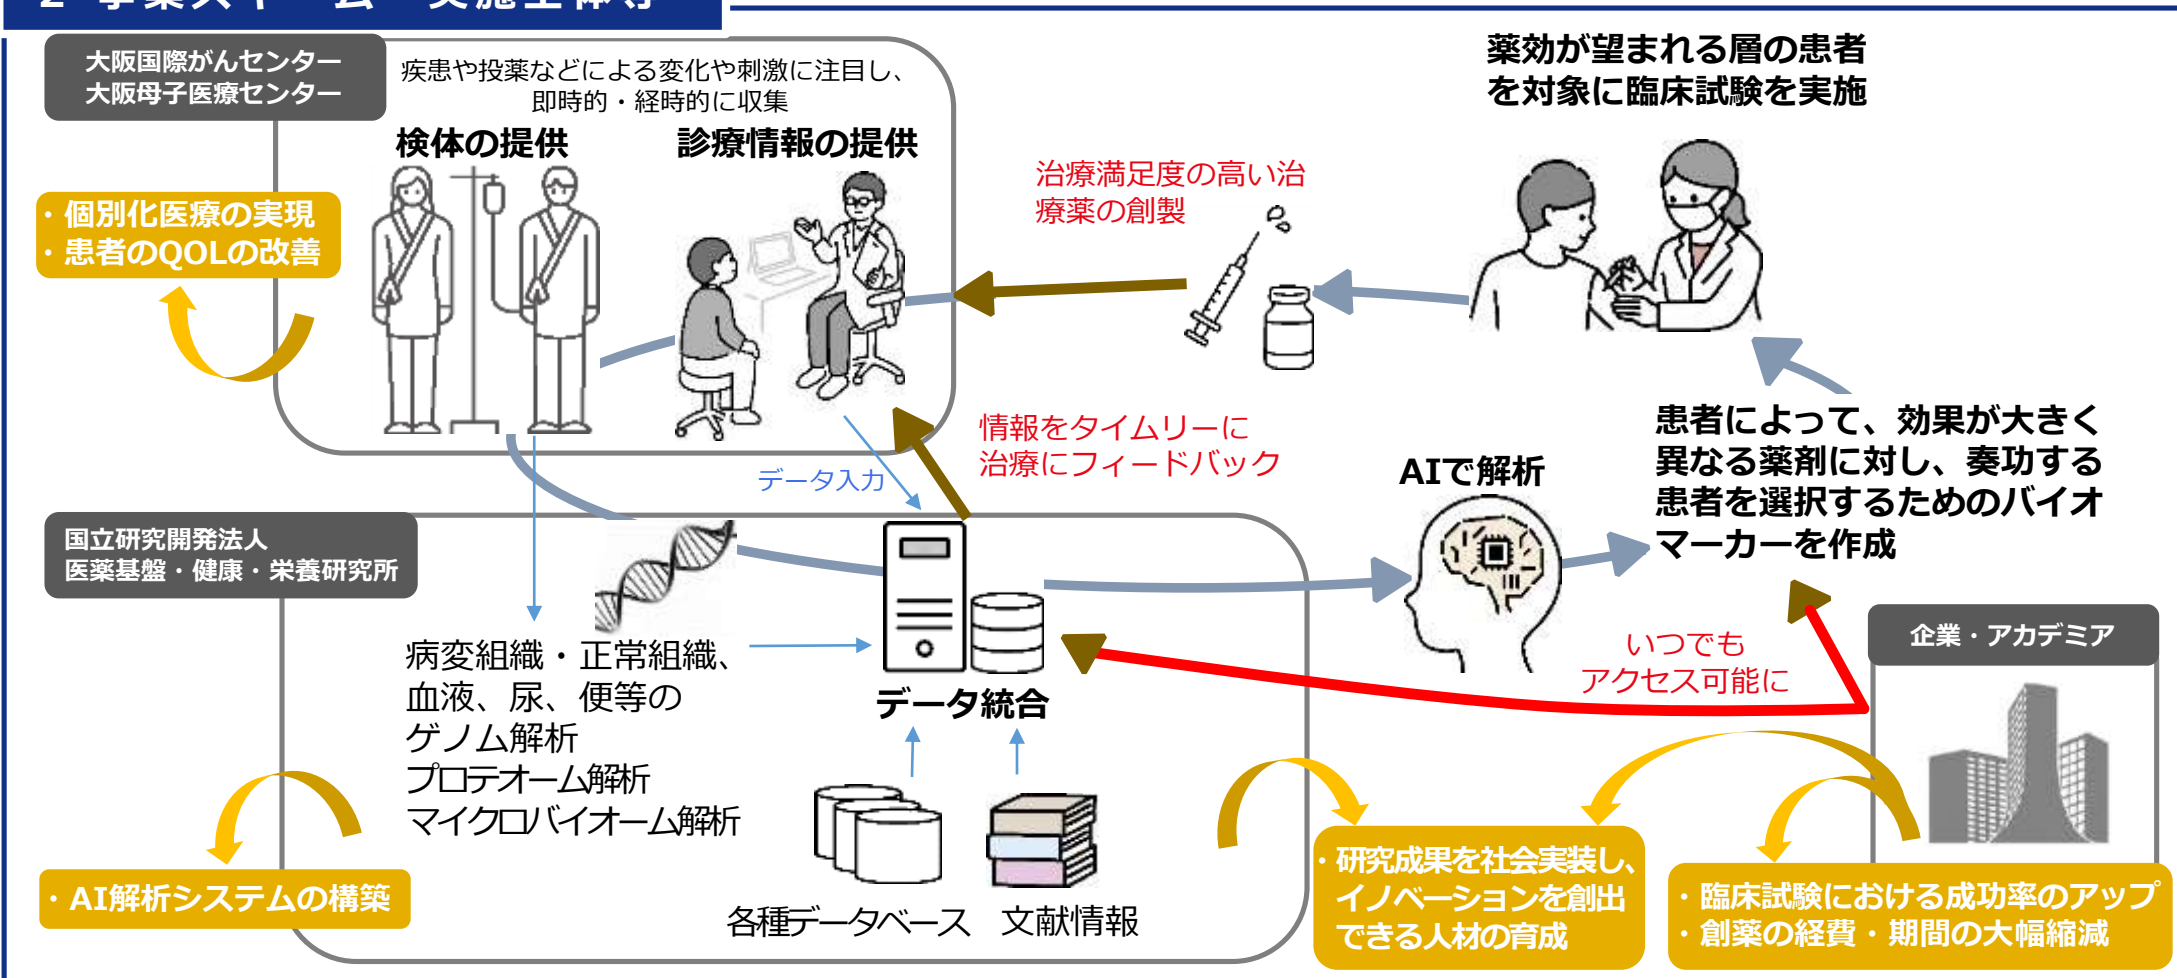 2 事業スキーム 実施主体等
大阪国際がんセンター
大阪母子医療センター
疾患や投薬などによる変化や刺激に注目し、
即時的・経時的に収集
検体の提供
診療情報の提供
・個別化医療の実現
・患者のQOLの改善
治療満足度の高い治
療薬の創製
薬効が望まれる層の患者
を対象に臨床試験を実施
データ入力
情報をタイムリーに
治療にフィードバック
AIで解析
患者によって、効果が大きく
異なる薬剤に対し、奏功する
患者を選択するためのバイオ
マーカーを作成
国立研究開発法人
医薬基盤・健康・栄養研究所
病変組織・正常組織、
血液、尿、便等の
ゲノム解析
プロテオーム解析
マイクロバイオーム解析
データ統合
いつでも
アクセス可能に
企業・アカデミア
・AI解析システムの構築
各種データベース
文献情報
・研究成果を社会実装し、
イノベーションを創出
できる人材の育成
・臨床試験における成功率のアップ
・創薬の経費・期間の大幅縮減